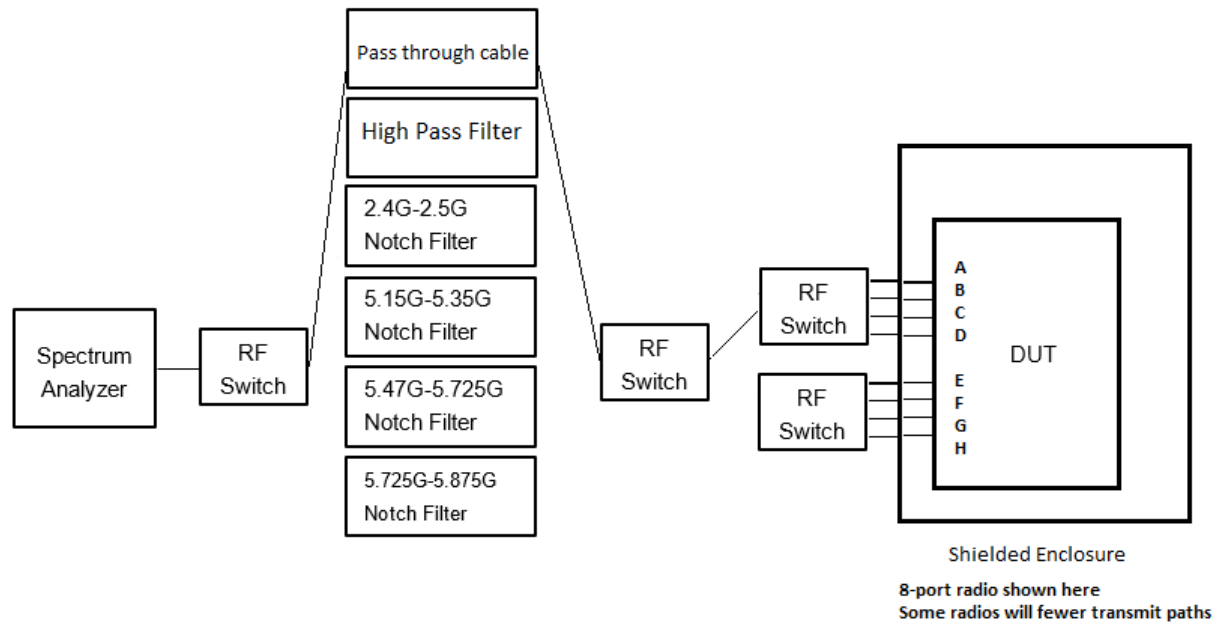 Pass through cable
High Pass Filter
2.4G-2.5G
Notch Filter
5.15G-5.35G
Notch Filter
5.47G-5.725G
Notch Filter
5.725G-5.875G
Notch Filter
Spectrum
Analyzer
RF
Switch
RF
Switch
RF
Switch
RF
Switch
A
B
C
D
E
F
G
H
DUT
Shielded Enclosure
8-port radio shown here
Some radios will fewer transmit paths